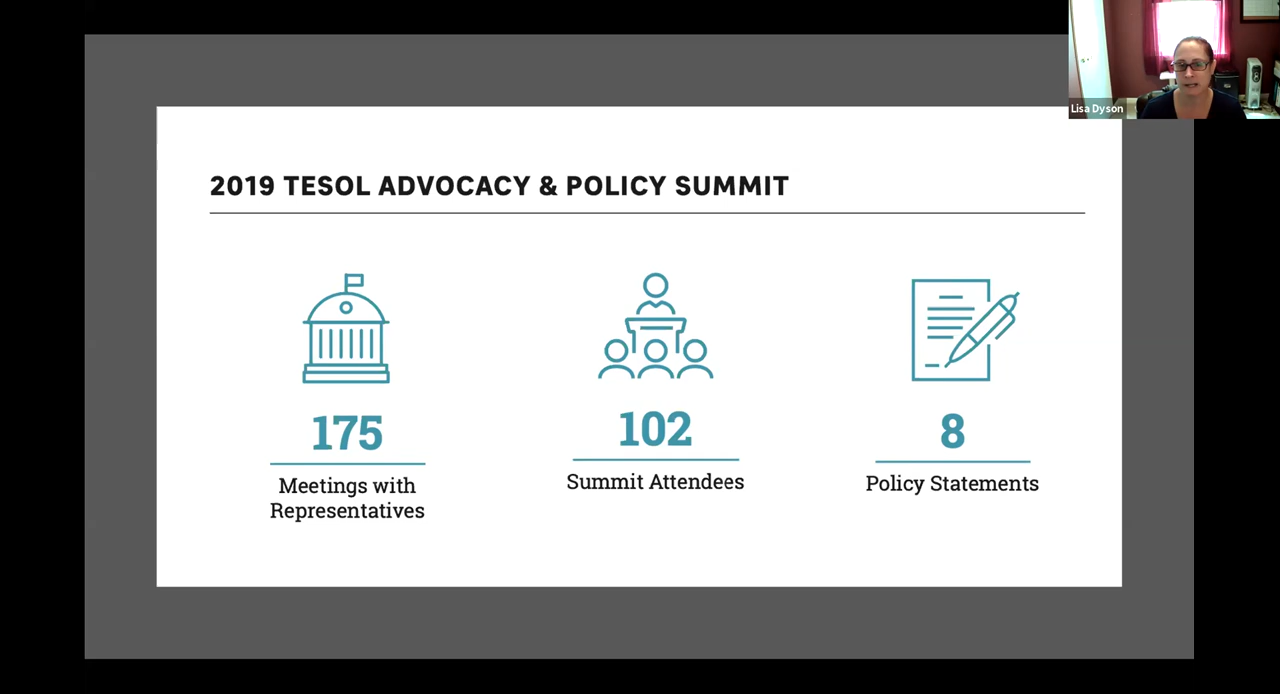 Lisa Dyson
2019 TESOL ADVOCACY & POLICY SUMMIT
175
Meetings with
Representatives
102
Summit Attendees
8
Policy Statements